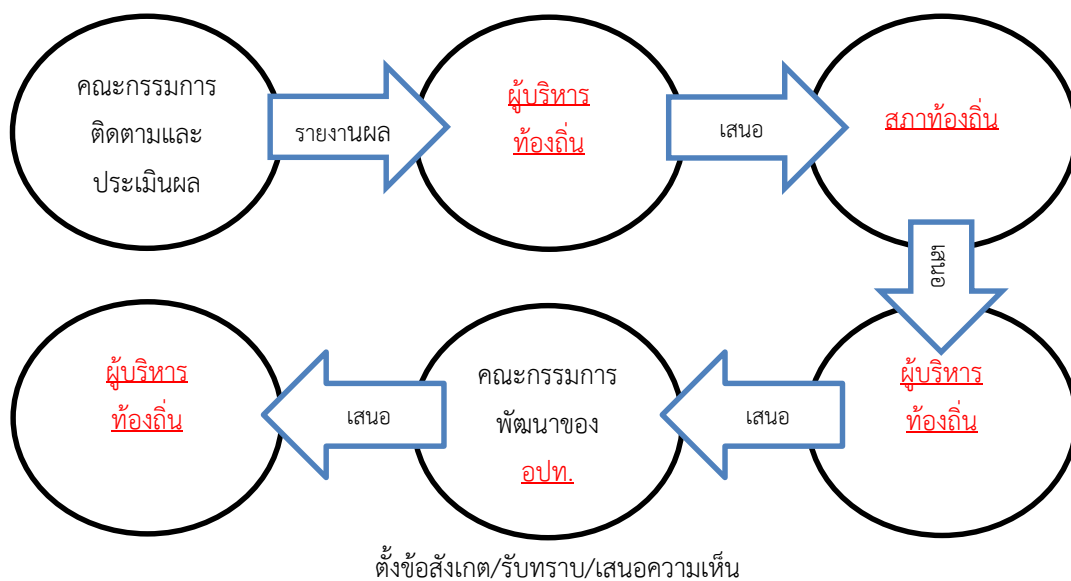 คณะกรรมการ
ติดตามและ
ประเมินผล
รายงานผล
ผู้บริหาร
ท้องถิ่น
เสนอ
สภาท้องถิ่น
เสนอ
ผู้บริหาร
ท้องถิ่น
เสนอ
คณะกรรมการ
พัฒนาของ
อปท.
เสนอ
ผู้บริหาร
ท้องถิ่น
ตั้งข้อสังเกต/รับทราบ/เสนอความเห็น